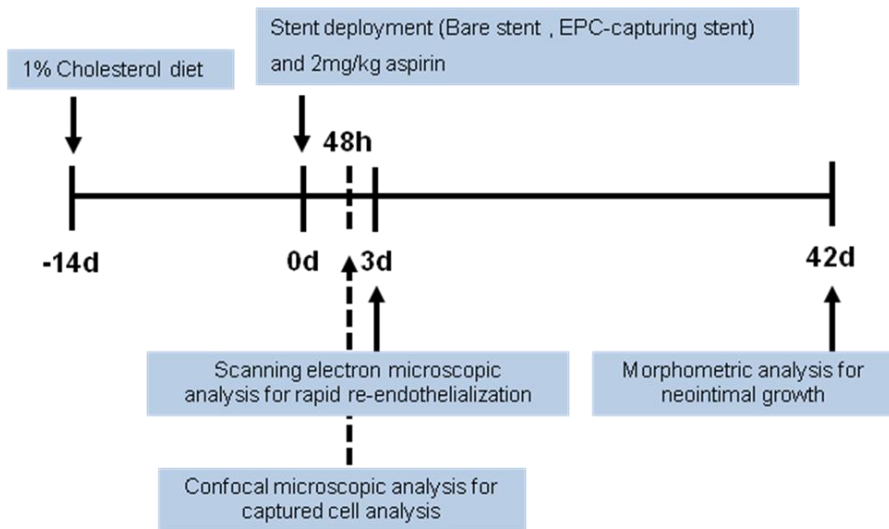 Stent deployment (Bare stent , EPC-capturing stent)
and 2mg/kg aspirin
1% Cholesterol diet
48h
-14d
0d
3d
42d
Scanning electron microscopic
analysis for rapid re-endothelialization
Morphometric analysis for
neointimal growth
Confocal microscopic analysis for
captured cell analysis